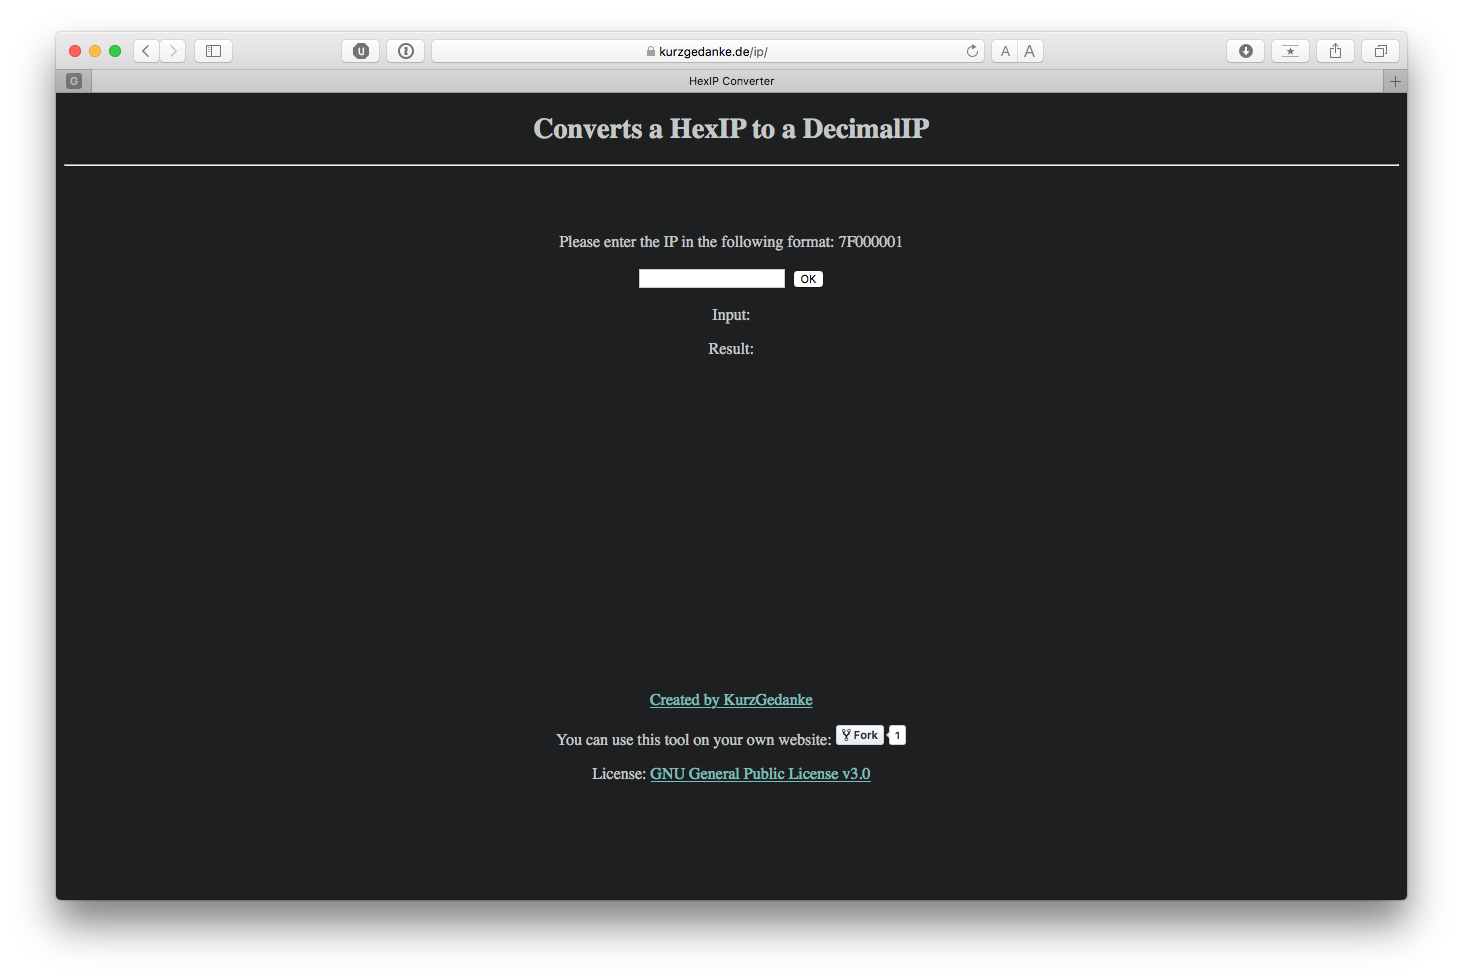 U
kurzgedanke.de/ip/
A A
G
HexIP Converter
Converts a HexIP to a DecimalIP
Please enter the IP in the following format: 7F000001
OK
Input:
Result:
Created by KurzGedanke
You can use this tool on your own website: Fork 1
License: GNU General Public License v3.0